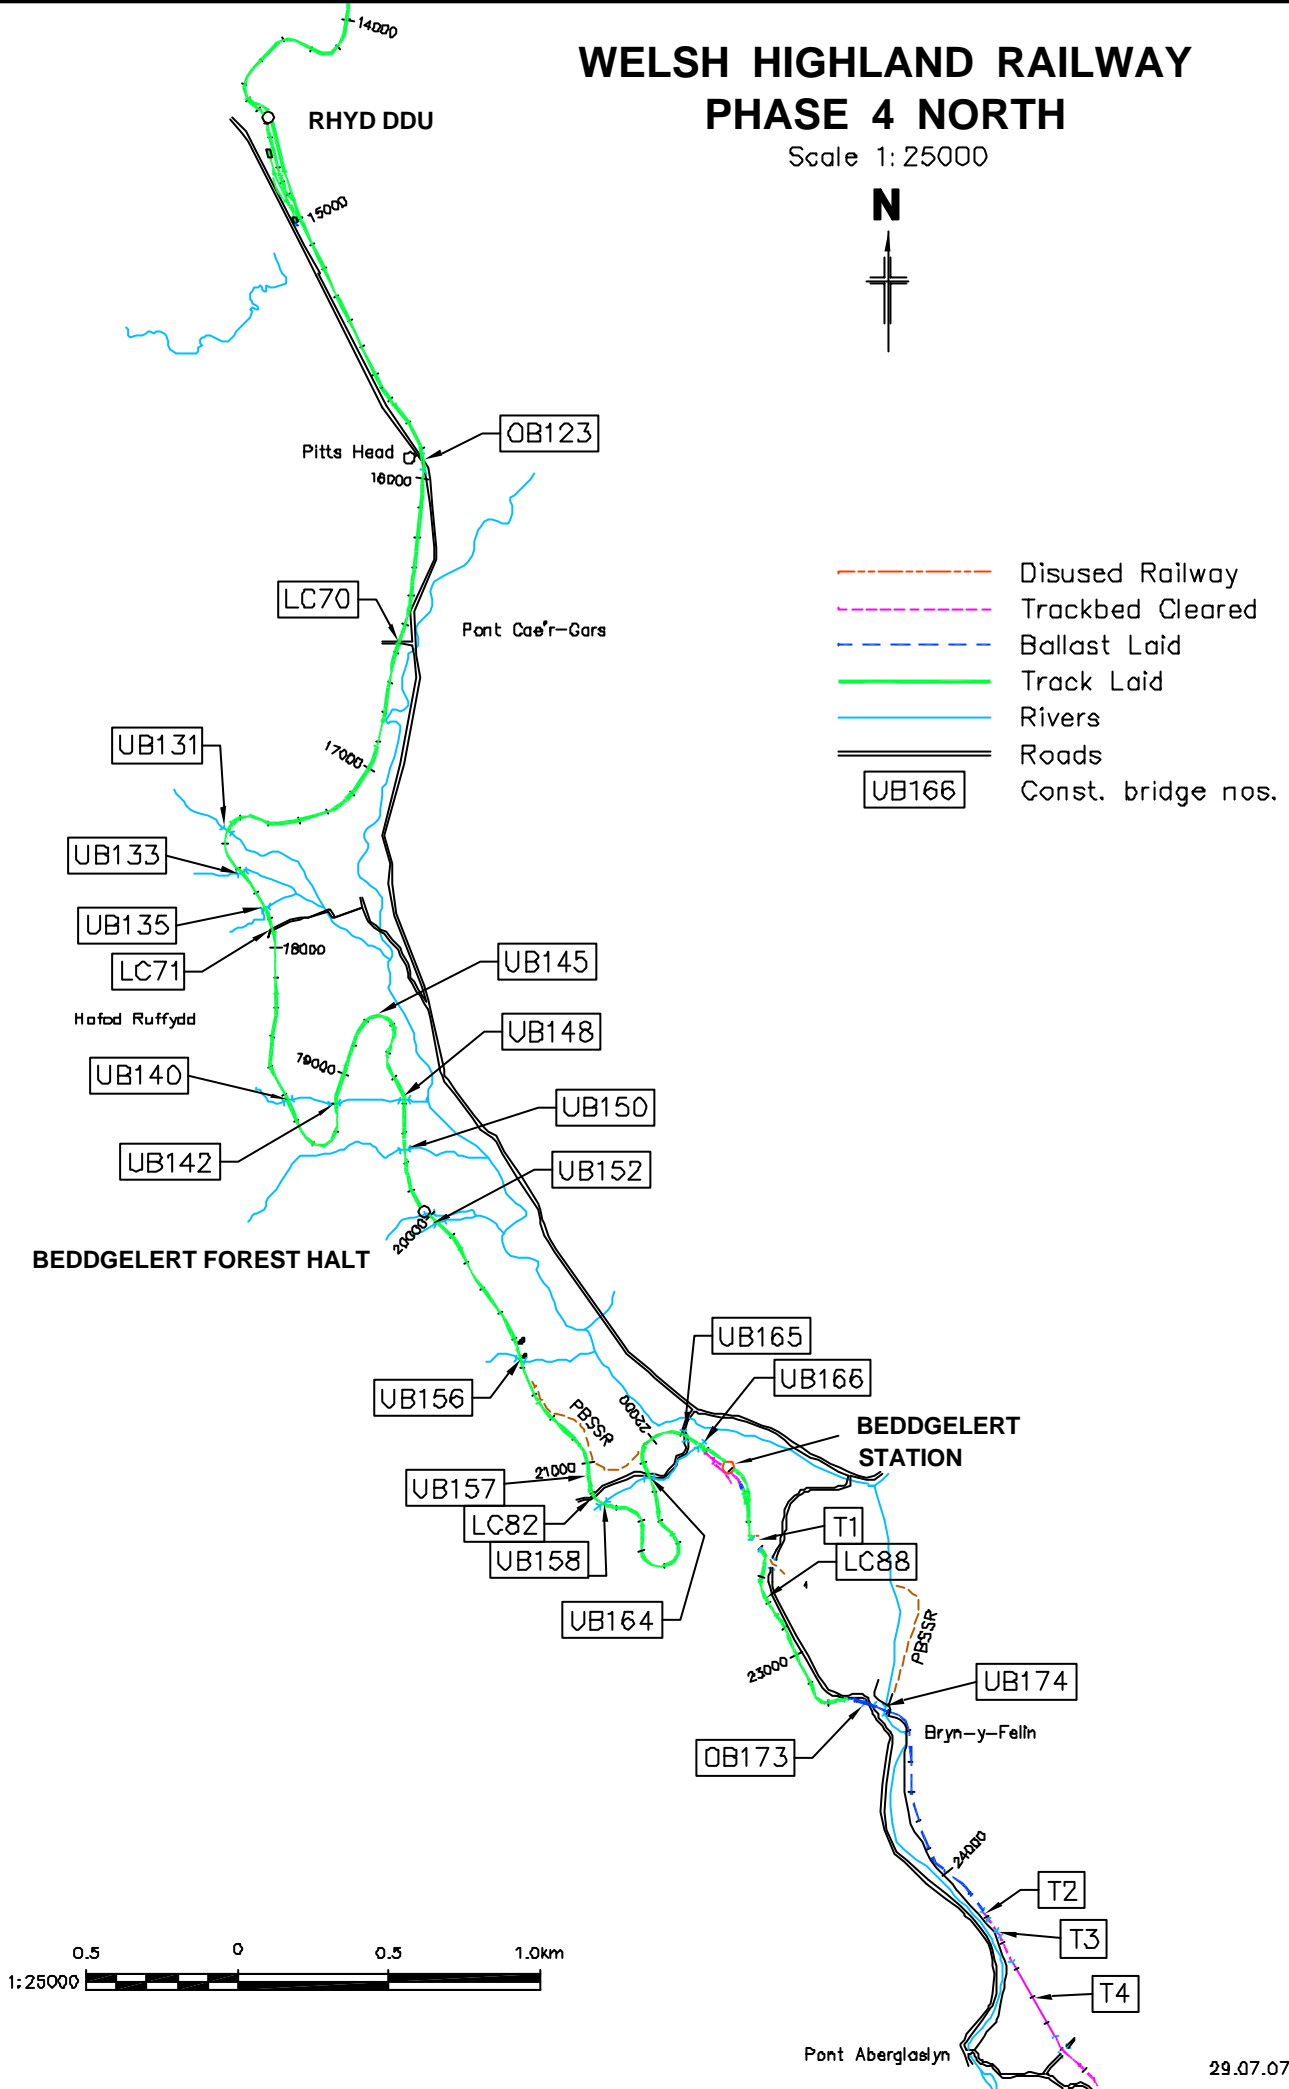 WELSH HIGHLAND RAILWAY
PHASE 4 NORTH
Scale 1:25000
N
14000
RHYD DDU
15000
OB123
Pitts Head
16000
LC70
Pont Cae'r-Gors
Disused Railway
Trackbed Cleared
Ballast Laid
Track Laid
Rivers
Roads
UB166 Const. bridge nos.
UB131
17000
UB133
UB135
LC71
18000
UB145
Hafod Ruffydd
UB148
19000
UB140
UB150
UB142
UB152
20000
BEDDGELERT FOREST HALT
UB165
UB166
UB156
PBSSR
22000
BEDDGELERT
STATION
21000
UB157
LC82
UB158
T1
LC88
UB164
PBSSR
23000
UB174
Bryn-y-Felin
OB173
24000
T2
T3
T4
0.5 0 0.5 1.0km
1:25000
Pont Aberglaslyn
29.07.07